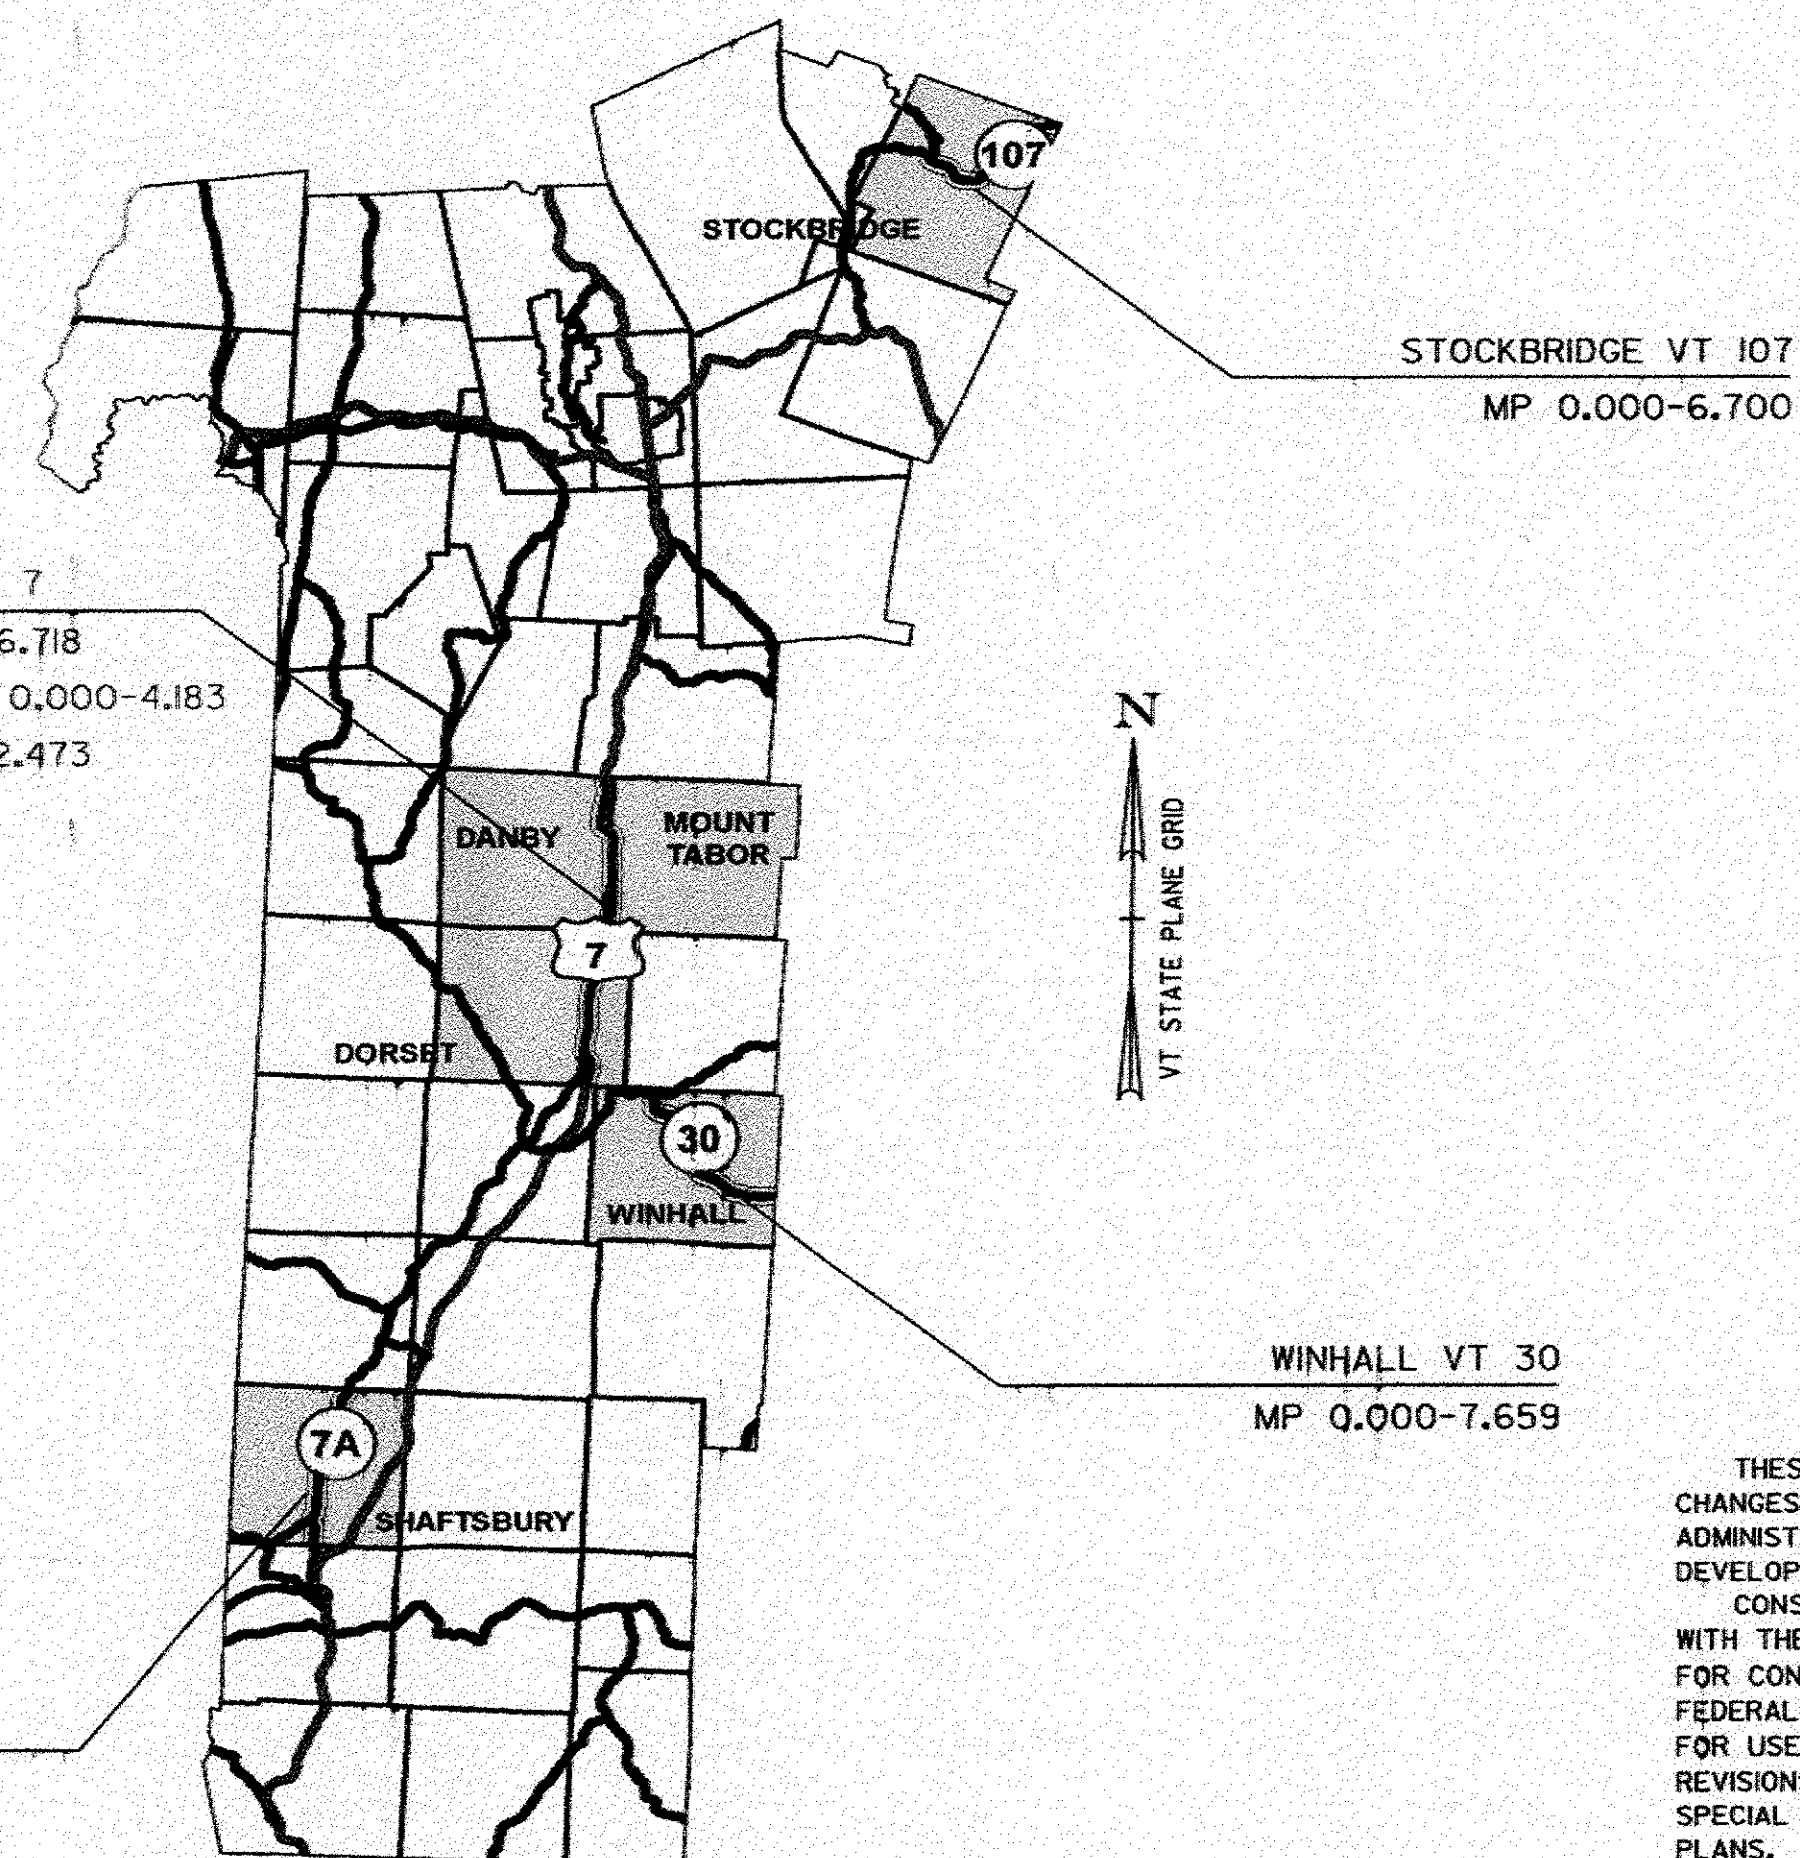 107
STOCKBRIDGE
STOCKBRIDGE VT 107
MP 0.000-6.700
7
6.718
0.000-4.183
2.473
N
VT STATE PLANE GRID
DANBY
MOUNT
TABOR
7
DORSET
30
WINHALL
WINHALL VT 30
MP 0.000-7.659
7A
SHAFTSBURY
THES
CHANGES
ADMINIST
DEVELOP
CONS
WITH THE
FOR CON
FEDERAL
FOR USE
REVISION
SPECIAL
PLANS.